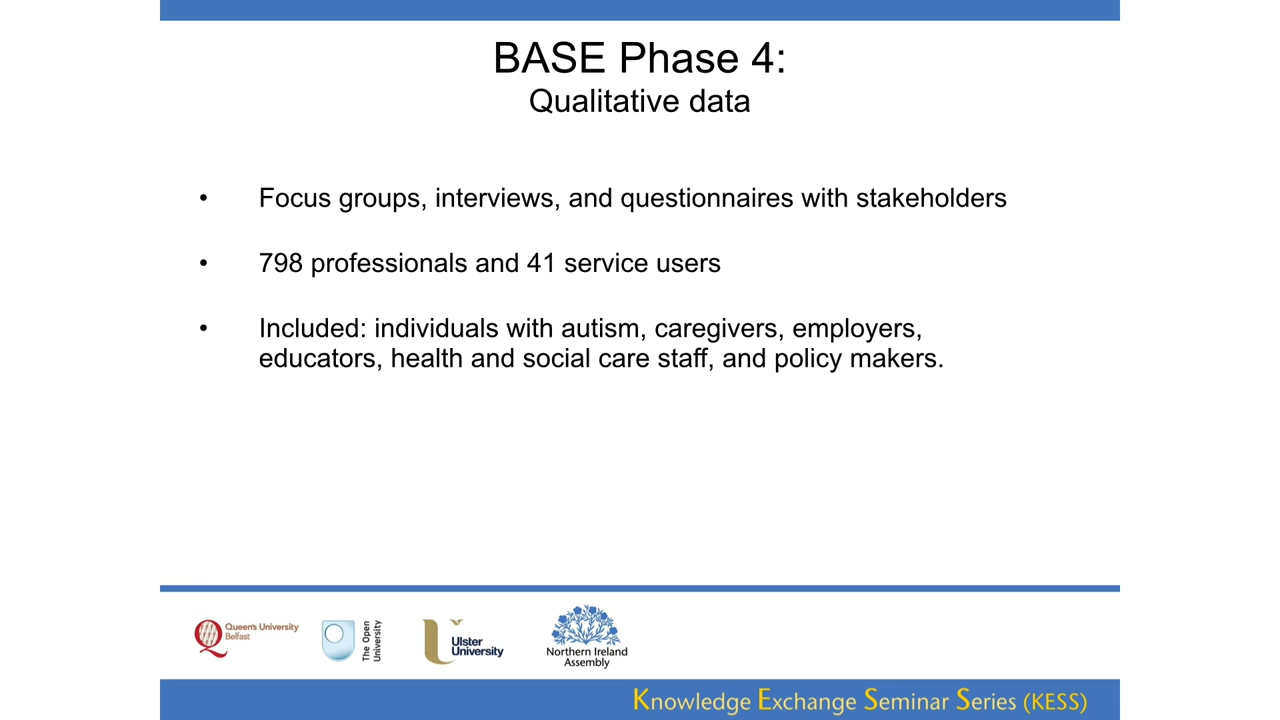 BASE Phase 4:
Qualitative data
• Focus groups, interviews, and questionnaires with stakeholders
• 798 professionals and 41 service users
• Included: individuals with autism, caregivers, employers,
educators, health and social care staff, and policy makers.
Queen's University
Belfast
The Open
University
Ulster
University
Northern Ireland
Assembly
Knowledge Exchange Seminar Series (KESS)